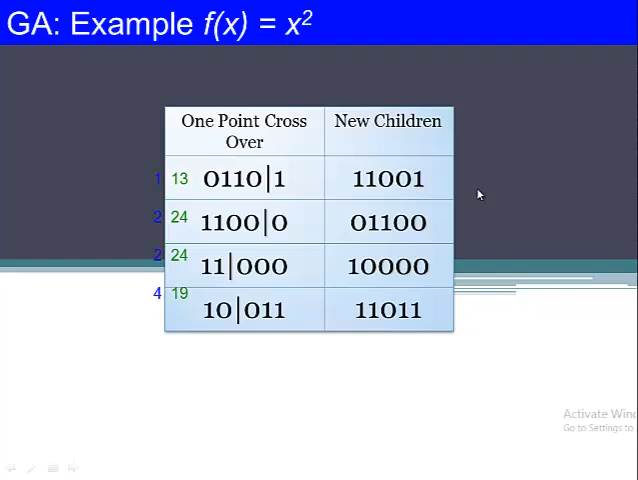 GA: Example f(x) = x²
One Point Cross Over New Children
1 13 0110|1 11001
2 24 1100|0 01100
2 24 11|000 10000
4 19 10|011 11011
Activate Wind
Go to Settings to